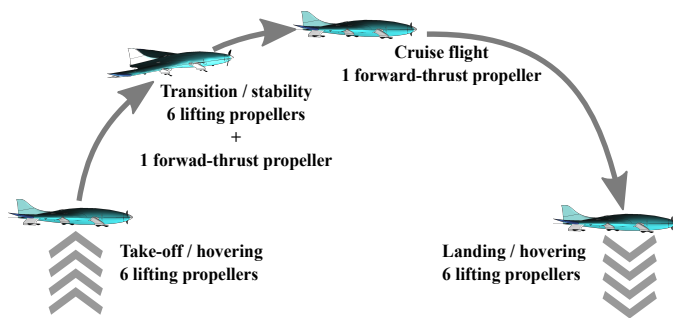 Cruise flight
1 forward-thrust propeller
Transition / stability
6 lifting propellers
+
1 forwad-thrust propeller
Take-off / hovering
6 lifting propellers
Landing / hovering
6 lifting propellers